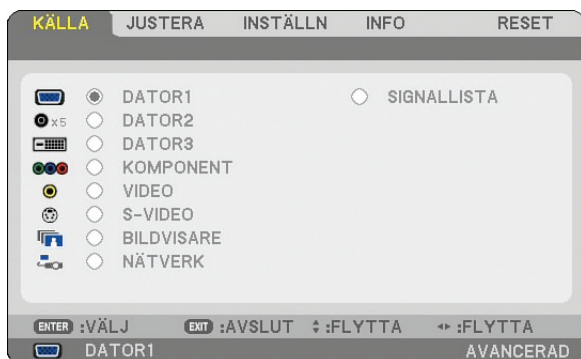 KÄLLA JUSTERA INSTÄLLN INFO RESET
DATOR1 SIGNALLISTA
x5 DATOR2
DATOR3
KOMPONENT
VIDEO
S-VIDEO
BILDVISARE
NÄTVERK
ENTER :VÄLJ EXIT :AVSLUT :FLYTTA :FLYTTA
DATOR1 AVANCERAD